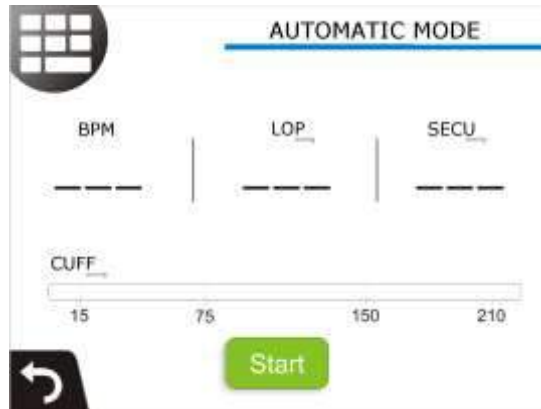 AUTOMATIC MODE
BPM LOP SECU
--- --- ---
CUFF
15 75 150 210
Start